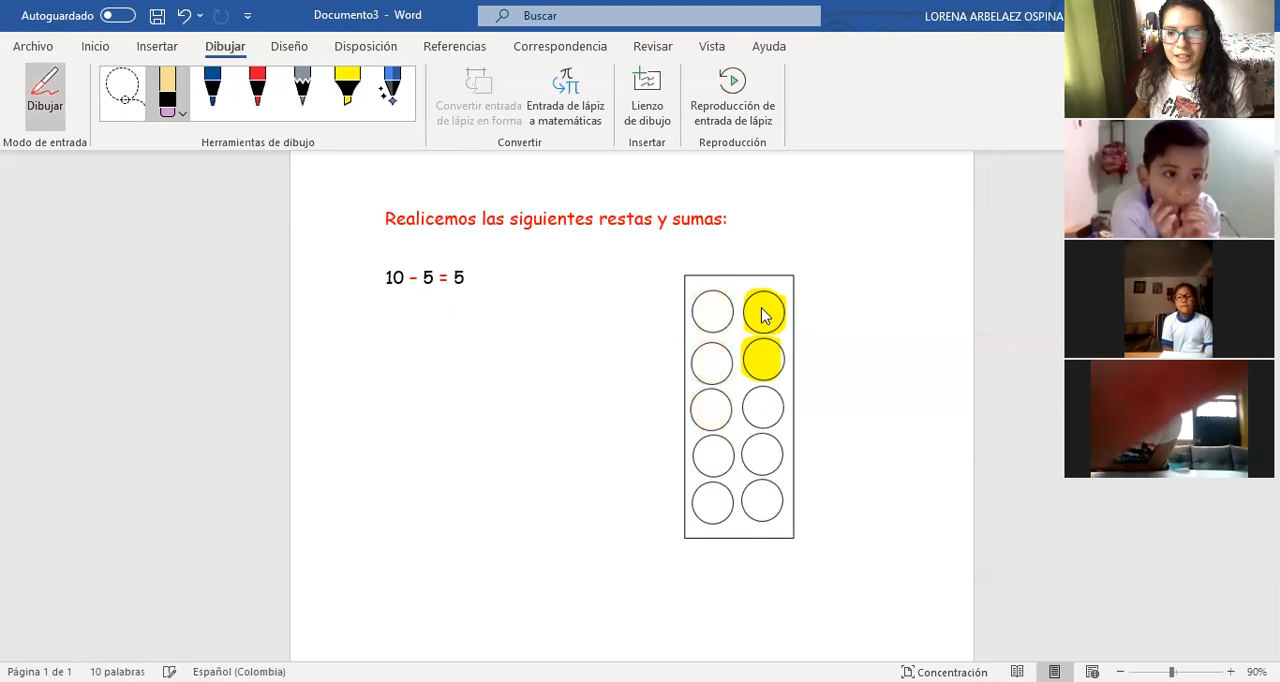 Autoguardado
Documento3 - Word
Buscar
LORENA ARBELAEZ OSPINA
Archivo Inicio Insertar Dibujar Diseño Disposición Referencias Correspondencia Revisar Vista Ayuda
Dibujar
Convertir entrada de lápiz en forma
Entrada de lápiz a matemáticas
Lienzo de dibujo
Reproducción de entrada de lápiz
Modo de entrada Herramientas de dibujo Convertir Insertar Reproducción
Realicemos las siguientes restas y sumas:
10 - 5 = 5
Página 1 de 1 10 palabras Español (Colombia) Concentración 90%